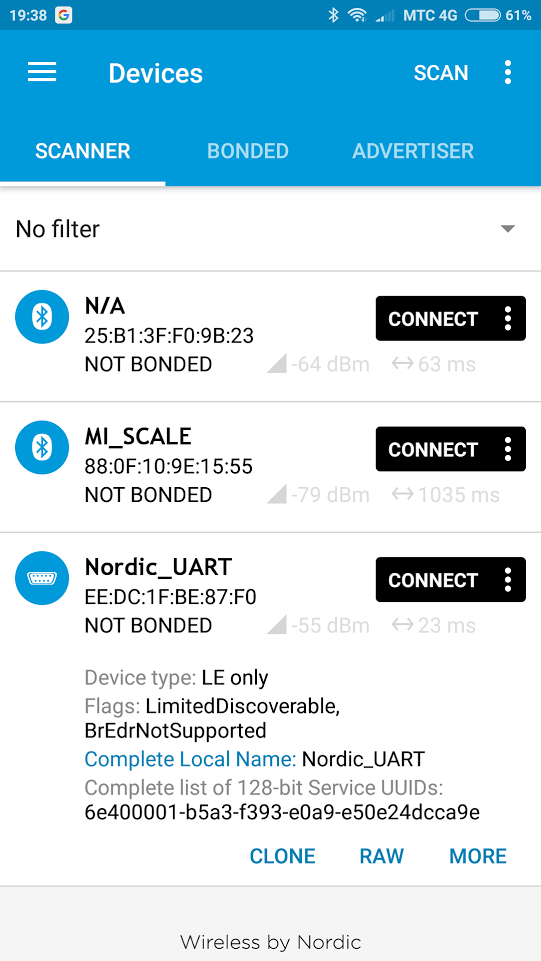 19:38 G MTC 4G 61%
Devices SCAN
SCANNER BONDED ADVERTISER
No filter
N/A CONNECT
25:B1:3F:F0:9B:23
NOT BONDED -64 dBm 63 ms
MI_SCALE CONNECT
88:0F:10:9E:15:55
NOT BONDED -79 dBm 1035 ms
Nordic_UART CONNECT
EE:DC:1F:BE:87:F0
NOT BONDED -55 dBm 23 ms
Device type: LE only
Flags: LimitedDiscoverable,
BrEdrNotSupported
Complete Local Name: Nordic_UART
Complete list of 128-bit Service UUIDs:
6e400001-b5a3-f393-e0a9-e50e24dcca9e
CLONE RAW MORE
Wireless by Nordic